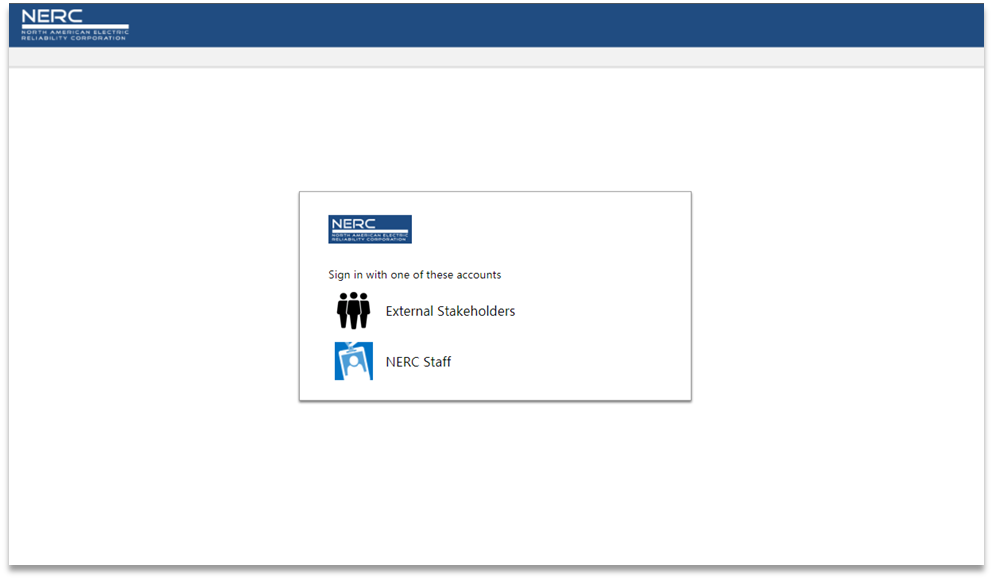 NERC
NORTH AMERICAN ELECTRIC
RELIABILITY CORPORATION
NERC
NORTH AMERICAN ELECTRIC
RELIABILITY CORPORATION
Sign in with one of these accounts
External Stakeholders
NERC Staff